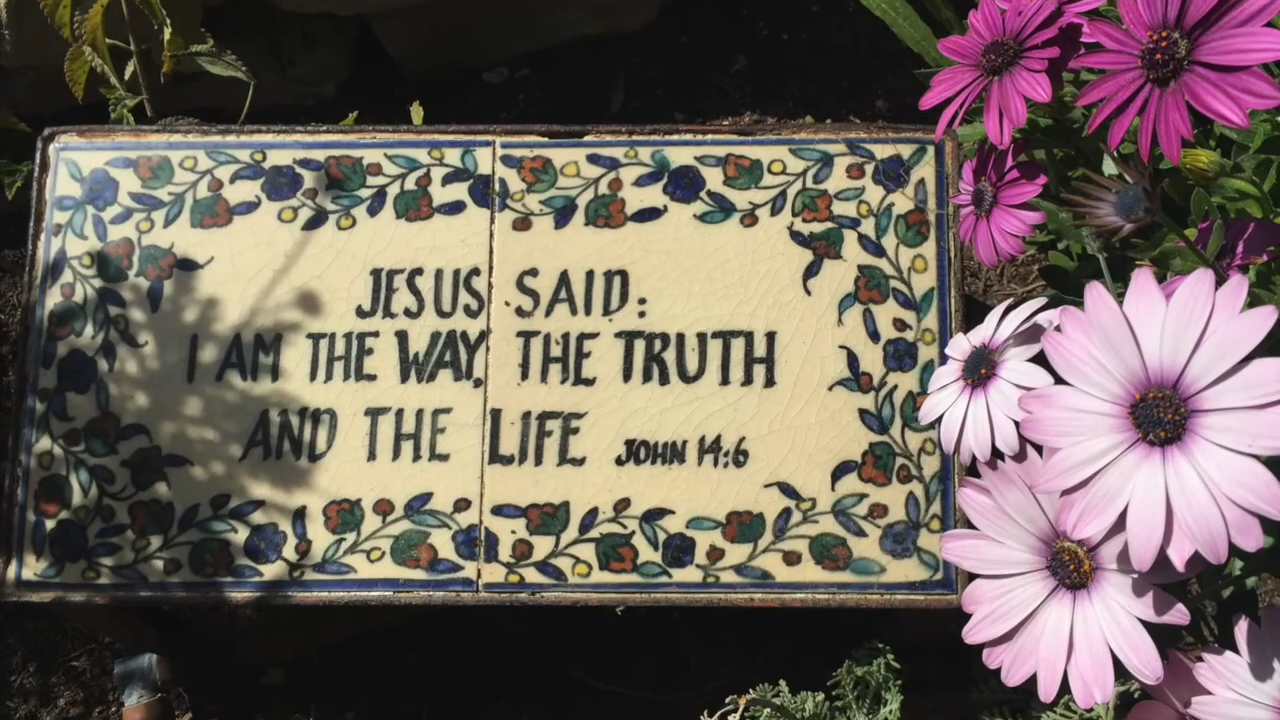 JESUS SAID:
I AM THE WAY, THE TRUTH
AND THE LIFE JOHN 14:6